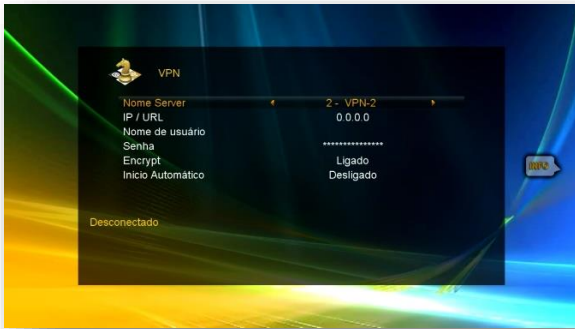 VPN
Nome Server 2 - VPN-2
IP / URL 0.0.0.0
Nome de usuário
Senha ***************
Encrypt Ligado
Inicio Automático Desligado
INFO
Desconectado